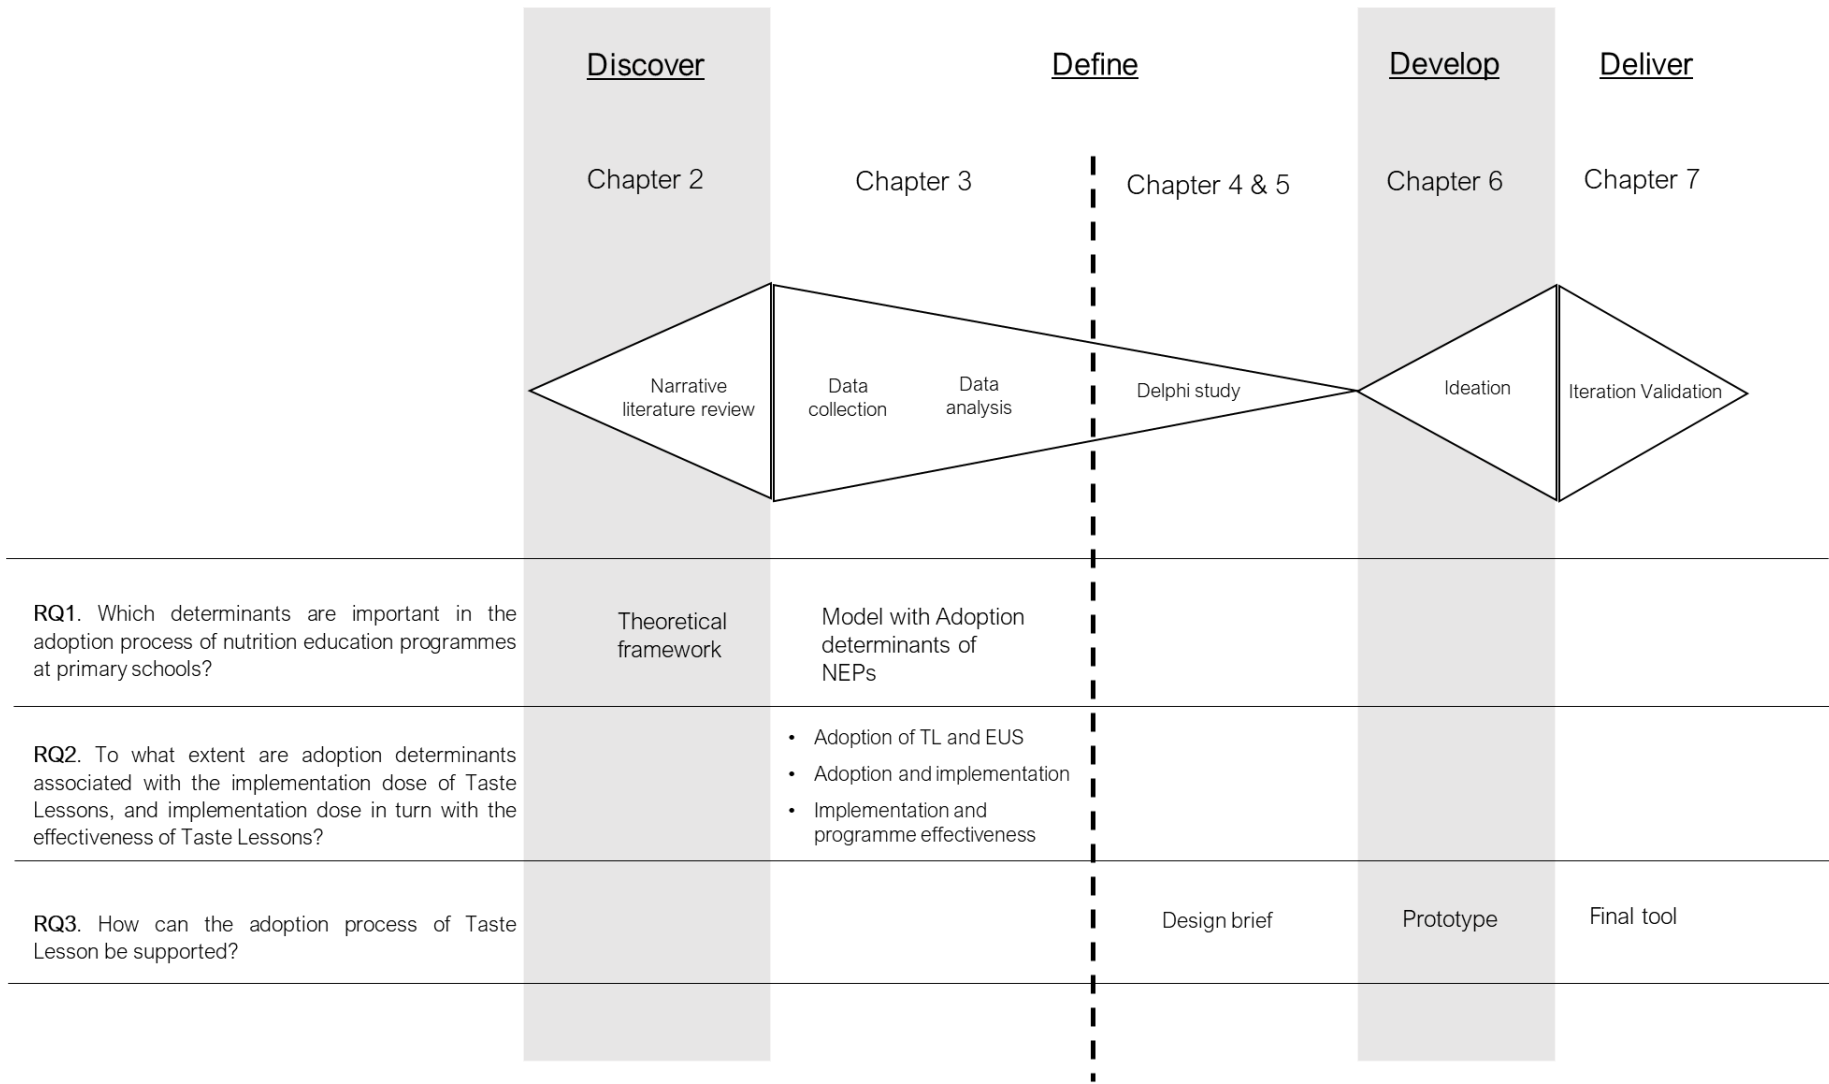 Discover
Define
Develop
Deliver
Chapter 2
Chapter 3
Chapter 4 & 5
Chapter 6
Chapter 7
Narrative
literature review
Data
collection
Data
analysis
Delphi study
Ideation
Iteration Validation
RQ1. Which determinants are important in the
adoption process of nutrition education programmes
at primary schools?
Theoretical
framework
Model with Adoption
determinants of
NEPs
RQ2. To what extent are adoption determinants
associated with the implementation dose of Taste
Lessons, and implementation dose in turn with the
effectiveness of Taste Lessons?
• Adoption of TL and EUS
• Adoption and implementation
• Implementation and
programme effectiveness
RQ3. How can the adoption process of Taste
Lesson be supported?
Design brief
Prototype
Final tool